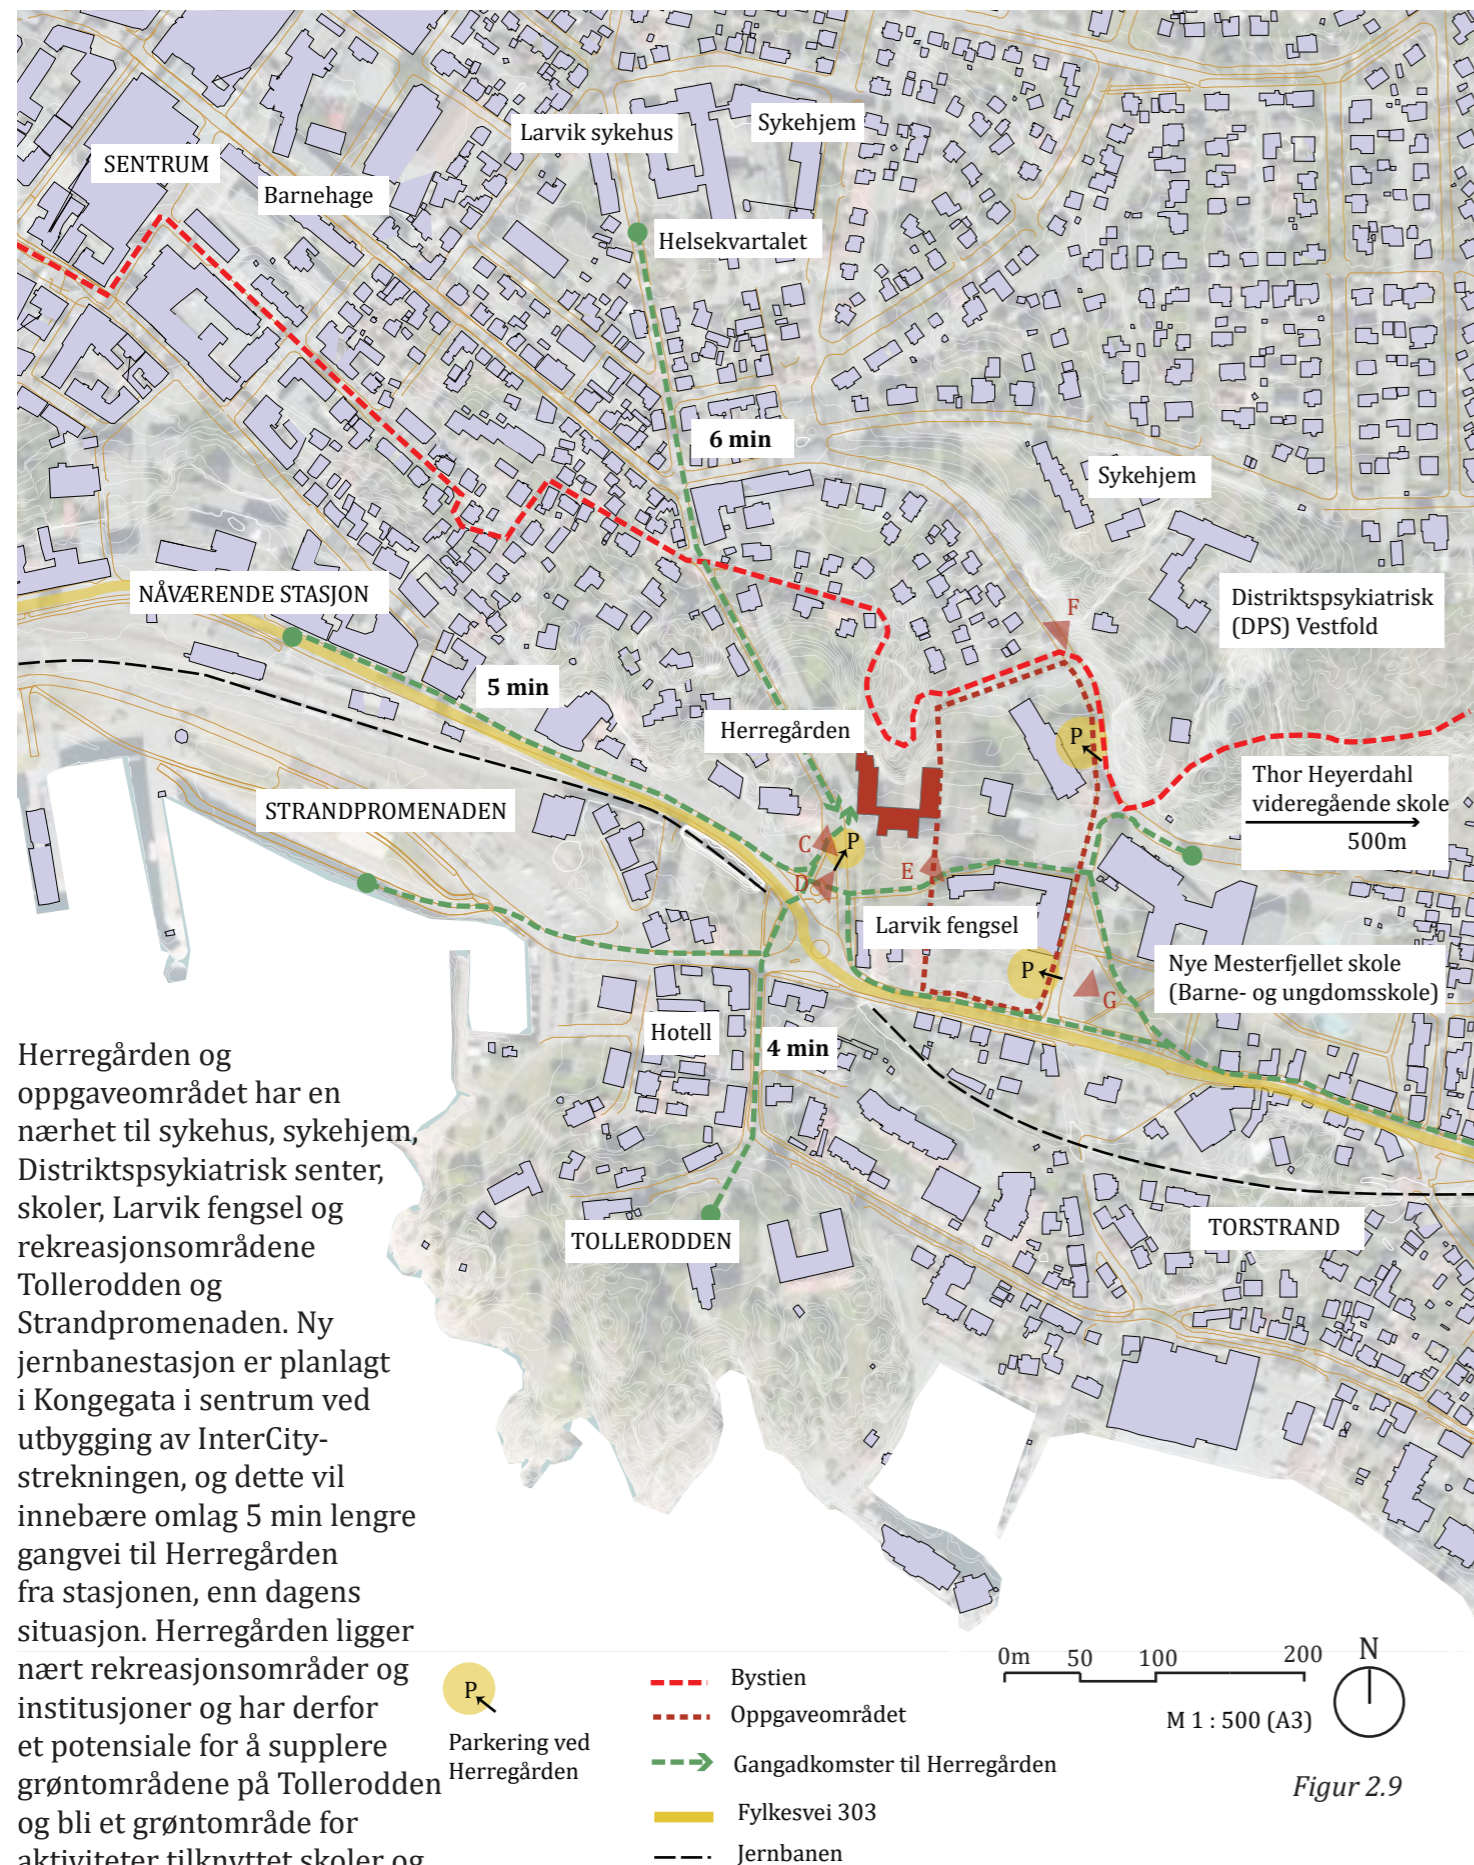 Larvik sykehus
Sykehjem
SENTRUM
Barnehage
Helsekvartalet
6 min
Sykehjem
NÅVÆRENDE STASJON
Distriktspsykiatrisk
(DPS) Vestfold
F
5 min
Herregården
P
Thor Heyerdahl
videregående skole
500m
STRANDPROMENADEN
C
P
D
E
Larvik fengsel
P
G
Nye Mesterfjellet skole
(Barne- og ungdomsskole)
Hotell
4 min
TOLLERODDEN
TORSTRAND
Herregården og
oppgaveområdet har en
nærhet til sykehus, sykehjem,
Distriktspsykiatrisk senter,
skoler, Larvik fengsel og
rekreasjonsområdene
Tollerodden og
Strandpromenaden. Ny
jernbanestasjon er planlagt
i Kongegata i sentrum ved
utbygging av InterCity-
strekningen, og dette vil
innebære omlag 5 min lengre
gangvei til Herregården
fra stasjonen, enn dagens
situasjon. Herregården ligger
nært rekreasjonsområder og
institusjoner og har derfor
et potensiale for å supplere
grøntområdene på Tollerodden
og bli et grøntområde for
aktiviteter tilknyttet skoler og
P
Parkering ved
Herregården
Bystien
Oppgaveområdet
Gangadkomster til Herregården
Fylkesvei 303
Jernbanen
0m 50 100 200
M 1 : 500 (A3)
N
Figur 2.9